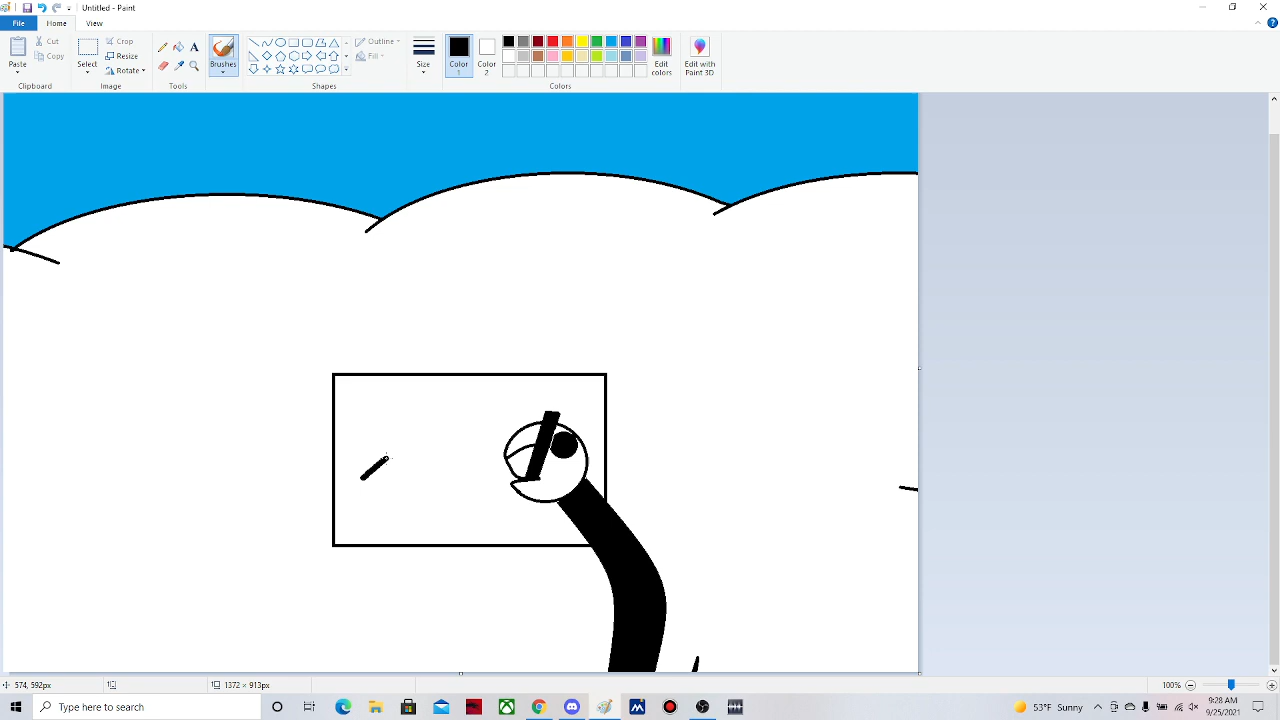 Untitled - Paint
File Home View
Paste
Cut
Copy
Clipboard
Select
Crop
Resize
Rotate
Image
A
Tools
Brushes
Outline
Fill
Shapes
Size
Color
1
Color
2
Edit
colors
Edit with
Paint 3D
Colors
574, 592px
1372 × 913px
100%
Type here to search
53°F Sunny
9:28 AM
9/25/2021